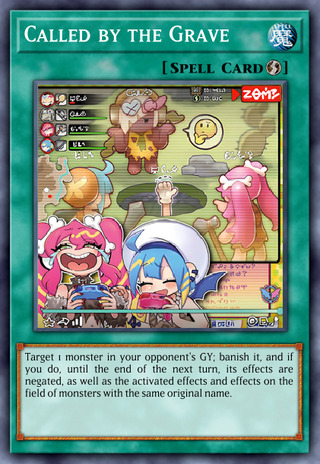 CALLED BY THE GRAVE
魔
[SPELL CARD]
ZOMZ
Target 1 monster in your opponent's GY; banish it, and if
you do, until the end of the next turn, its effects are
negated, as well as the activated effects and effects on the
field of monsters with the same original name.